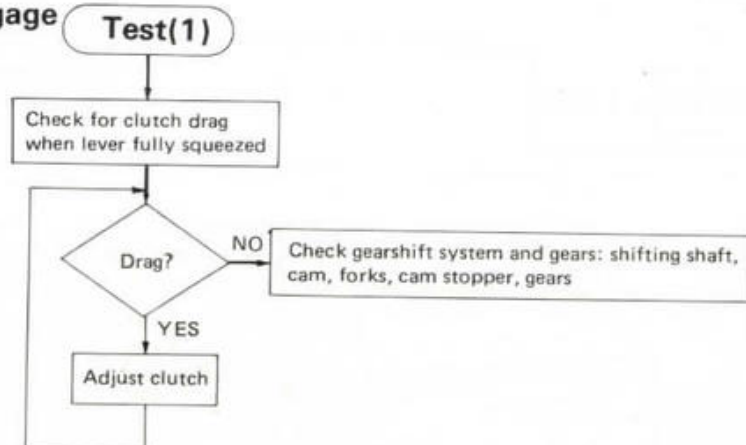 Test(1)
Check for clutch drag
when lever fully squeezed
Drag?
NO
Check gearshift system and gears: shifting shaft,
cam, forks, cam stopper, gears
YES
Adjust clutch